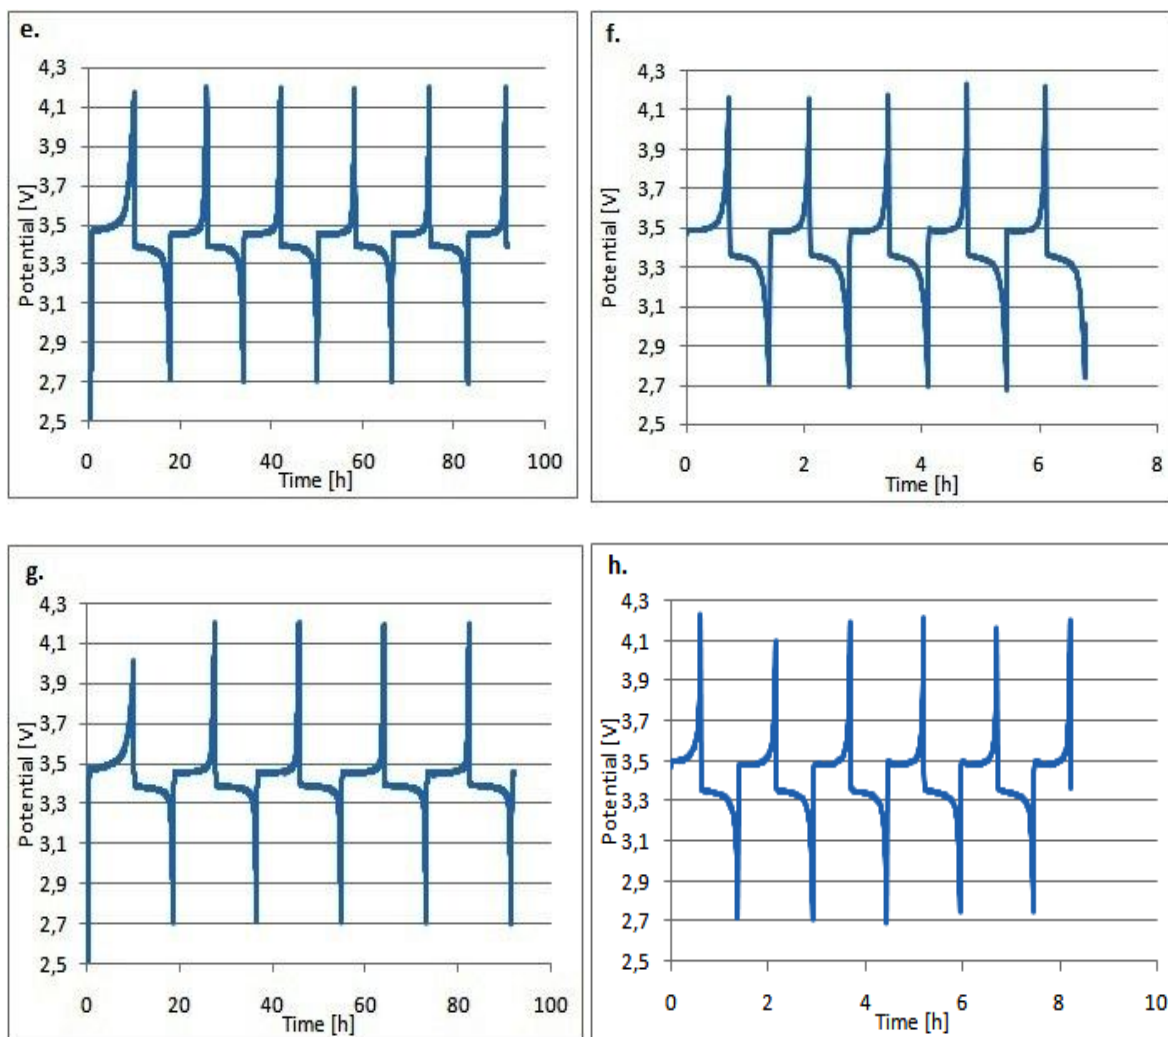 e.
4,3
4,1
3,9
3,7
3,5
3,3
3,1
2,9
2,7
2,5
Potential [V]
0 20 40 60 80 100
Time [h]
f.
4,3
4,1
3,9
3,7
3,5
3,3
3,1
2,9
2,7
2,5
Potential [V]
0 2 4 6 8
Time [h]
g.
4,3
4,1
3,9
3,7
3,5
3,3
3,1
2,9
2,7
2,5
Potential [V]
0 20 40 60 80 100
Time [h]
h.
4,3
4,1
3,9
3,7
3,5
3,3
3,1
2,9
2,7
2,5
Potential [V]
0 2 4 6 8 10
Time [h]